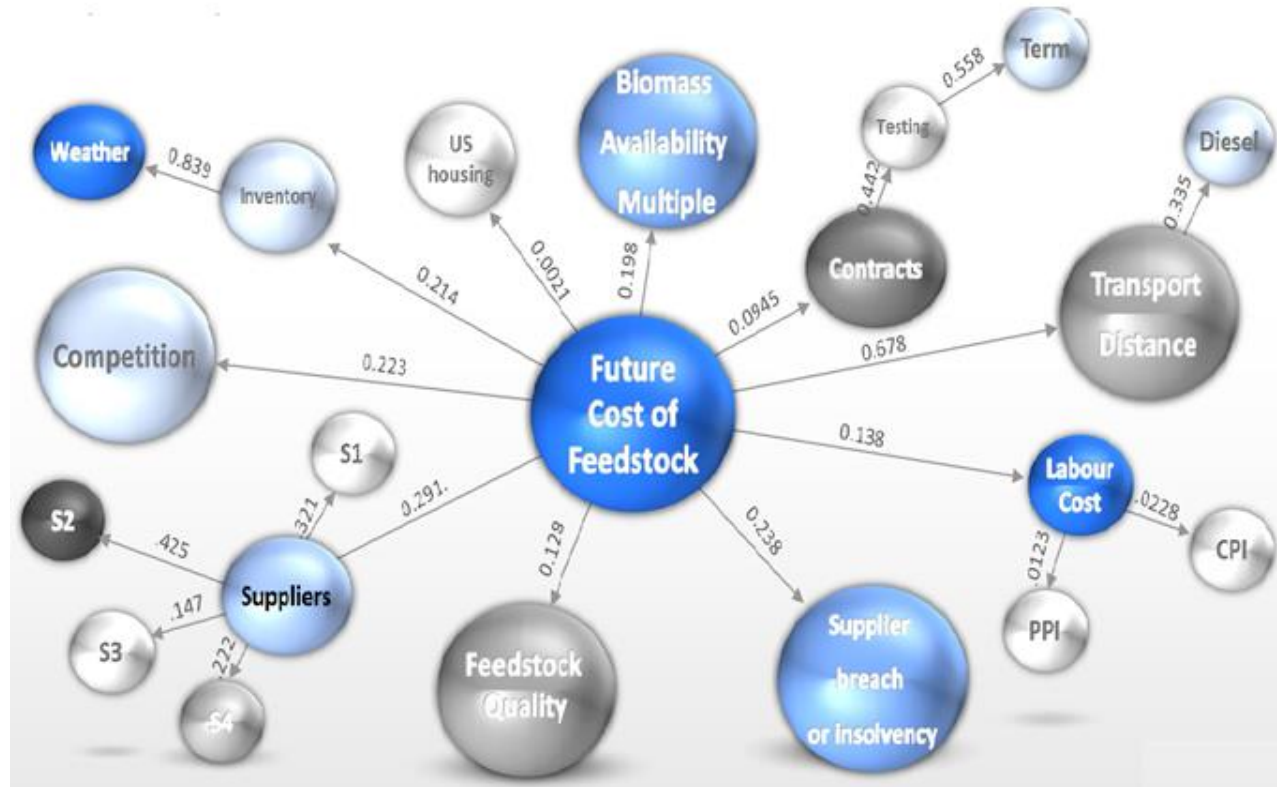 Term
0.558
Biomass
Availability
Multiple
Testing
US
housing
Diesel
Weather
0.839
Inventory
0.442
0.335
Contracts
0.0021
0.198
0.214
0.0945
Transport
Distance
Competition
0.223
0.678
Future
Cost of
Feedstock
0.138
S1
Labour
Cost
.0228
0.291.
.321
S2
.425
0.238
CPI
0.128
.0123
Suppliers
.147
S3
PPI
.222
Supplier
breach
or insolvency
Feedstock
Quality
S4